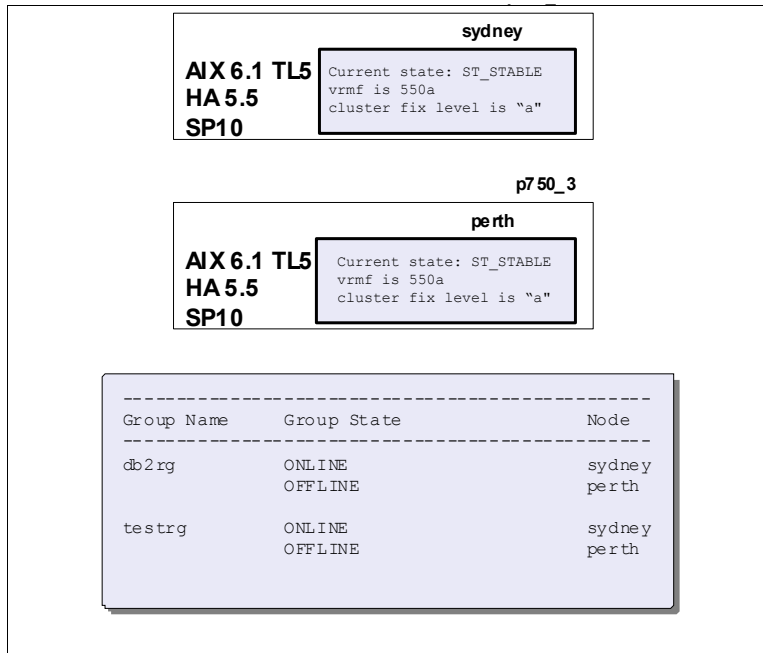 sydney
AIX 6.1 TL5
HA 5.5
SP10
Current state: ST_STABLE
vrmf is 550a
cluster fix level is “a"
p750_3
perth
AIX 6.1 TL5
HA 5.5
SP10
Current state: ST_STABLE
vrmf is 550a
cluster fix level is “a"
--------------------------------------------------
Group Name Group State Node
--------------------------------------------------
db2rg ONLINE sydney
OFFLINE perth
testrg ONLINE sydney
OFFLINE perth